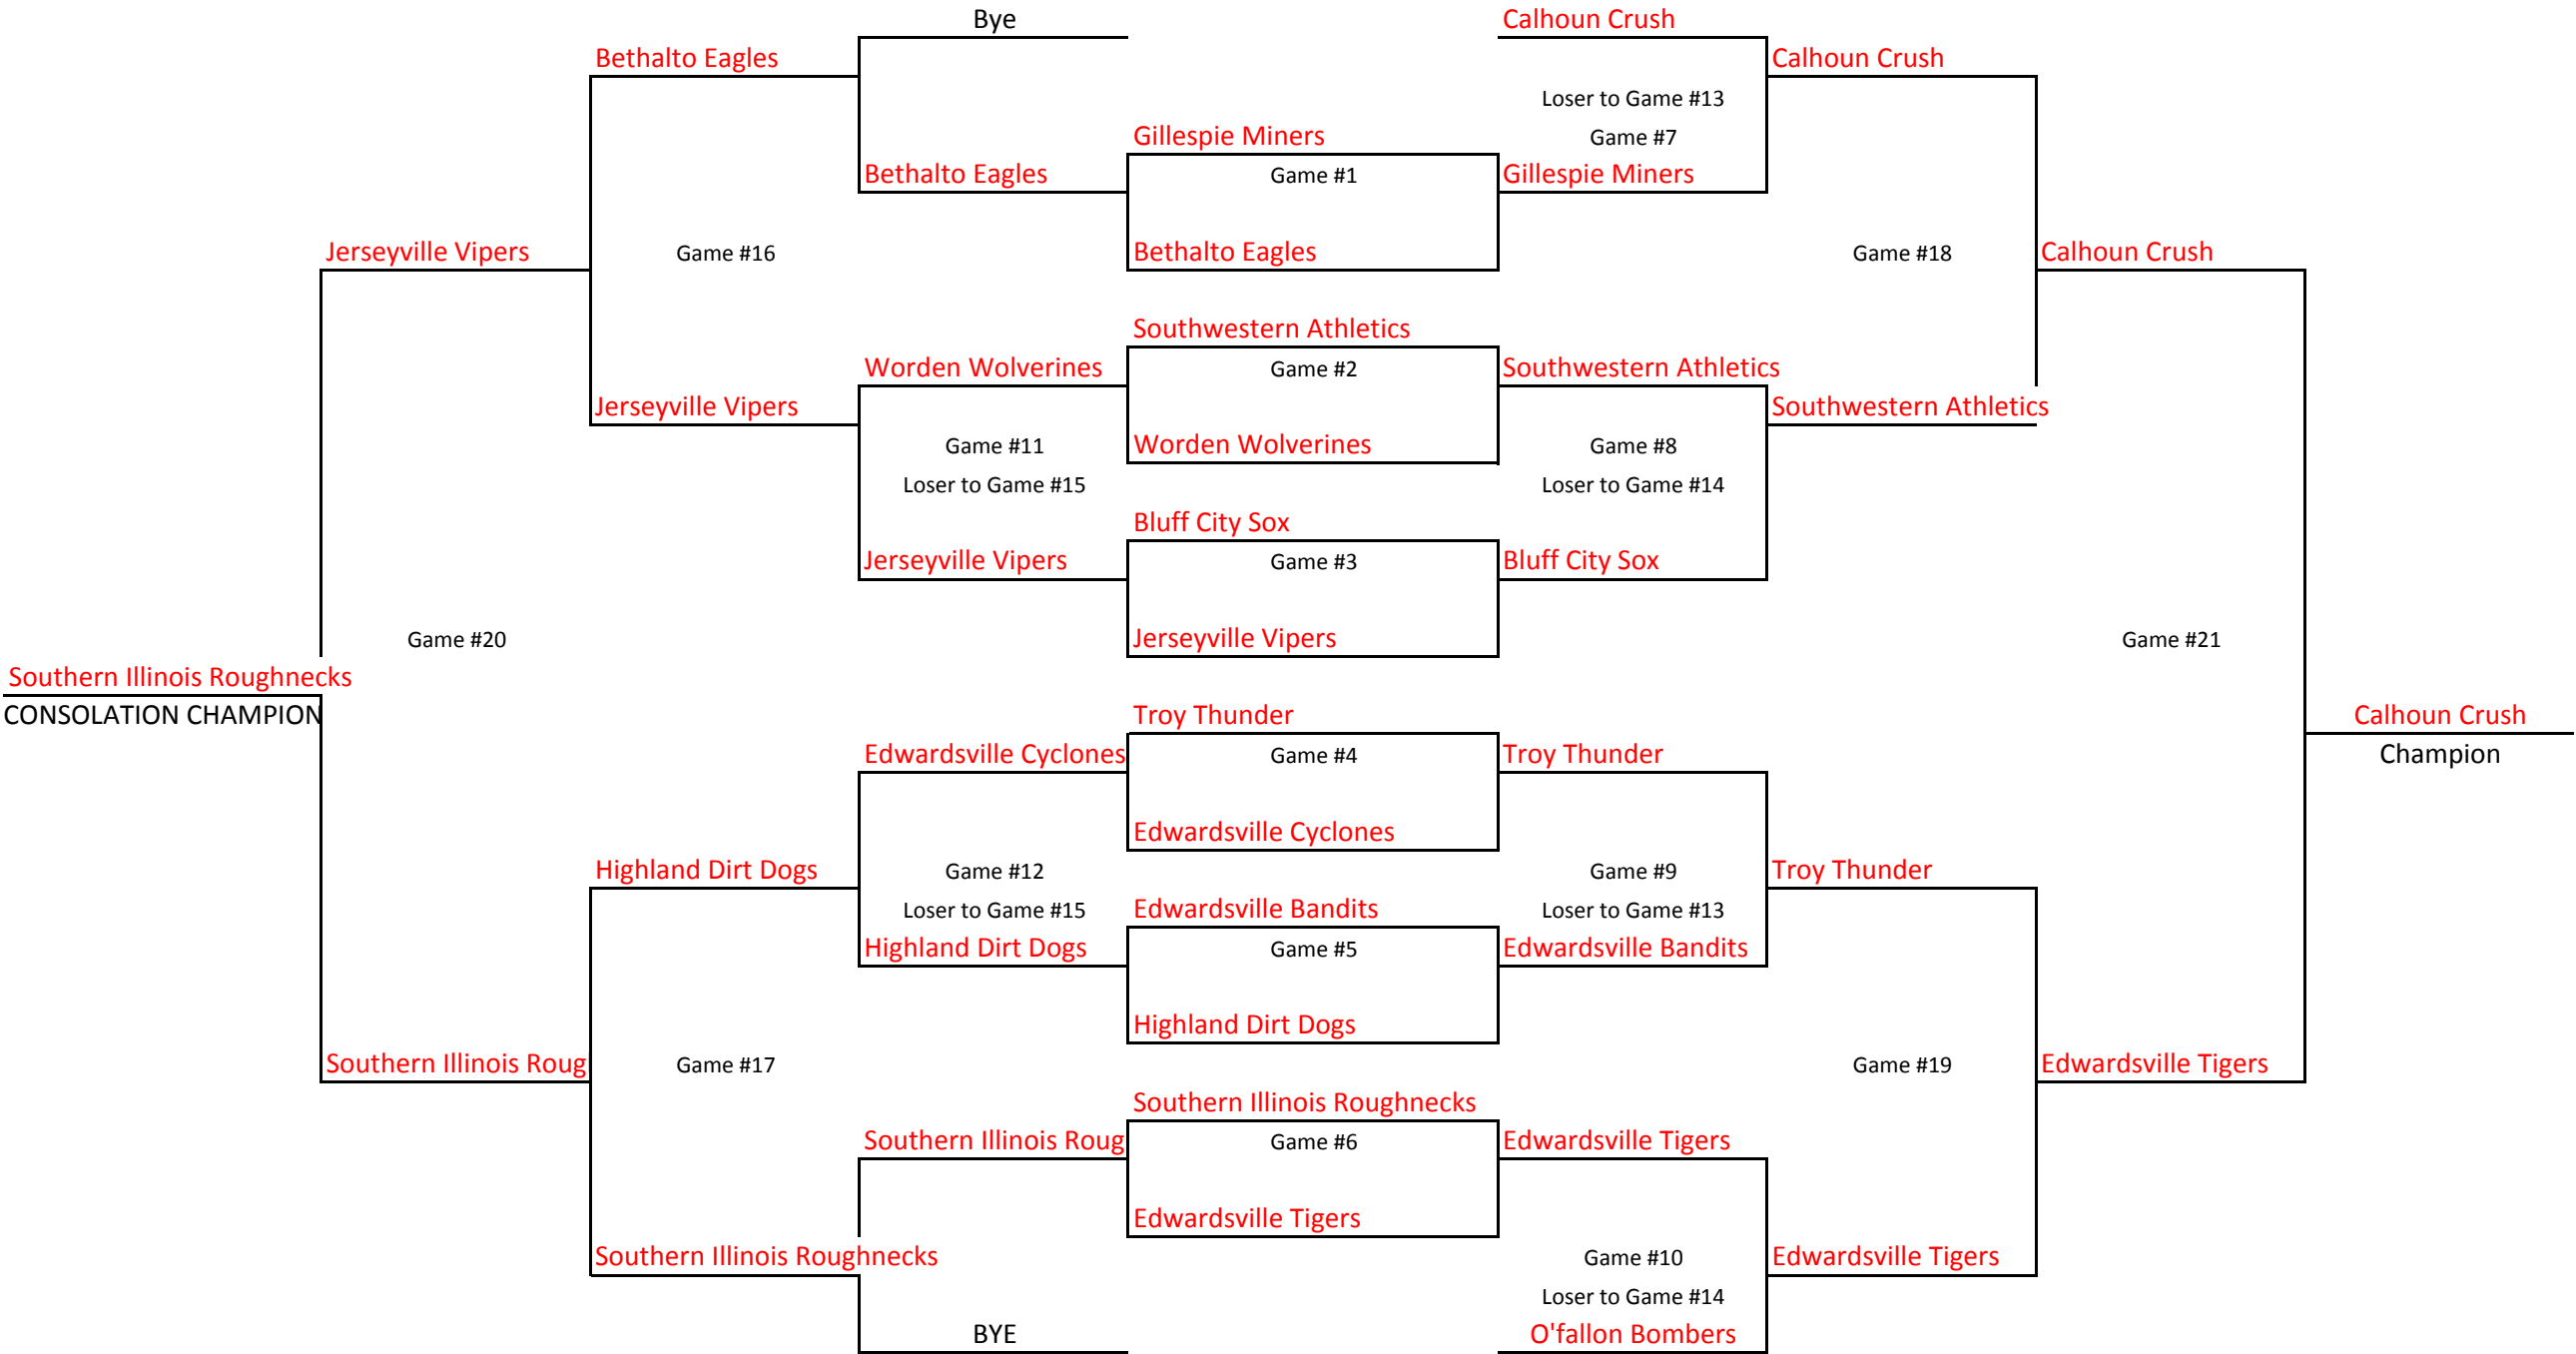 Bye
Calhoun Crush
Bethalto Eagles
Calhoun Crush
Loser to Game #13
Gillespie Miners
Game #7
Bethalto Eagles
Game #1
Gillespie Miners
Jerseyville Vipers
Game #16
Bethalto Eagles
Game #18
Calhoun Crush
Southwestern Athletics
Worden Wolverines
Game #2
Southwestern Athletics
Jerseyville Vipers
Southwestern Athletics
Game #11
Worden Wolverines
Game #8
Loser to Game #15
Loser to Game #14
Bluff City Sox
Jerseyville Vipers
Game #3
Bluff City Sox
Game #20
Jerseyville Vipers
Game #21
Southern Illinois Roughnecks
CONSOLATION CHAMPION
Troy Thunder
Calhoun Crush
Edwardsville Cyclones
Game #4
Troy Thunder
Champion
Edwardsville Cyclones
Highland Dirt Dogs
Game #12
Game #9
Troy Thunder
Loser to Game #15
Edwardsville Bandits
Loser to Game #13
Highland Dirt Dogs
Game #5
Edwardsville Bandits
Highland Dirt Dogs
Southern Illinois Roug
Game #17
Game #19
Edwardsville Tigers
Southern Illinois Roughnecks
Southern Illinois Roug
Game #6
Edwardsville Tigers
Edwardsville Tigers
Southern Illinois Roughnecks
Game #10
Edwardsville Tigers
Loser to Game #14
BYE
O'fallon Bombers